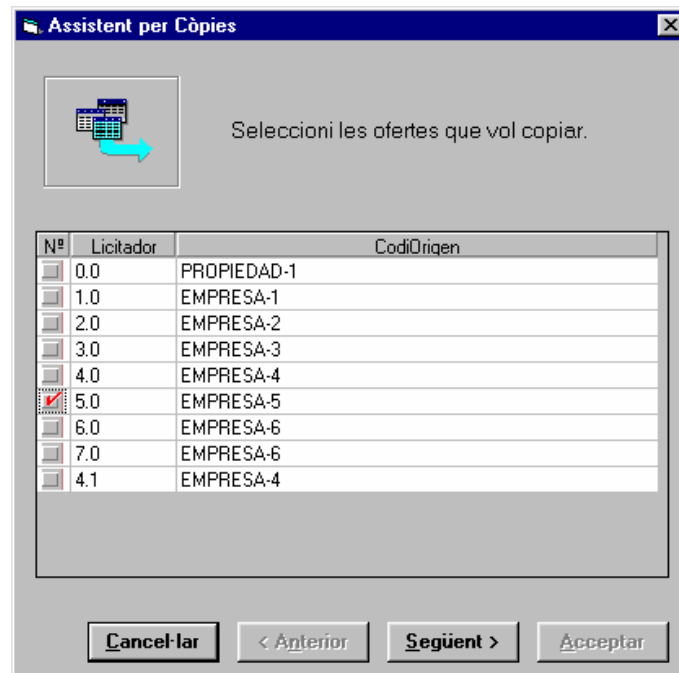 Assistent per Còpies
Seleccioni les ofertes que vol copiar.
Nº Licitador CodiOrigen
0.0 PROPIEDAD-1
1.0 EMPRESA-1
2.0 EMPRESA-2
3.0 EMPRESA-3
4.0 EMPRESA-4
5.0 EMPRESA-5
6.0 EMPRESA-6
7.0 EMPRESA-6
4.1 EMPRESA-4
Cancel·lar < Anterior Següent > Acceptar